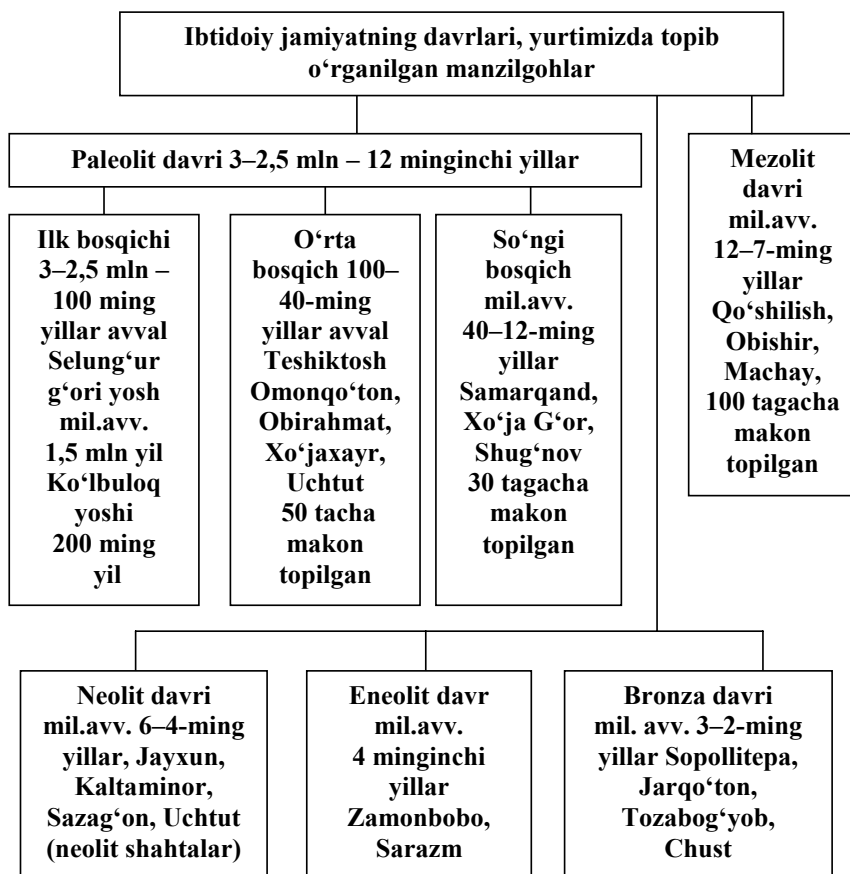 Ibtidoiy jamiyatning davrlari, yurtimizda topib
o‘rganilgan manzilgohlar
Paleolit davri 3–2,5 mln – 12 minginchi yillar
Ilk bosqichi
3–2,5 mln –
100 ming
yillar avval
Selung‘ur
g‘ori yosh
mil.avv.
1,5 mln yil
Ko‘lbuloq
yoshi
200 ming
yil
O‘rta
bosqich 100–
40-ming
yillar avval
Teshiktosh
Omonqo‘ton,
Obirahmat,
Xo‘jaxayr,
Uchtut
50 tacha
makon
topilgan
So‘ngi
bosqich
mil.avv.
40–12-ming
yillar
Samarqand,
Xo‘ja G‘or,
Shug‘nov
30 tagacha
makon
topilgan
Mezolit
davri
mil.avv.
12–7-ming
yillar
Qo‘shilish,
Obishir,
Machay,
100 tagacha
makon
topilgan
Neolit davri
mil.avv. 6–4-ming
yillar, Jayxun,
Kaltaminor,
Sazag‘on, Uchtut
(neolit shahtalar)
Eneolit davr
mil.avv.
4 minginchi
yillar
Zamonbobo,
Sarazm
Bronza davri
mil. avv. 3–2-ming
yillar Sopollitepa,
Jarqo‘ton,
Tozabog‘yob,
Chust